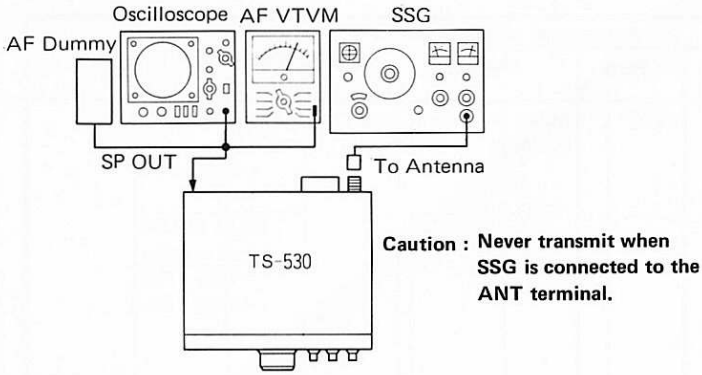 Oscilloscope AF VTVM SSG
AF Dummy
SP OUT
To Antenna
TS-530
Caution : Never transmit when
SSG is connected to the
ANT terminal.